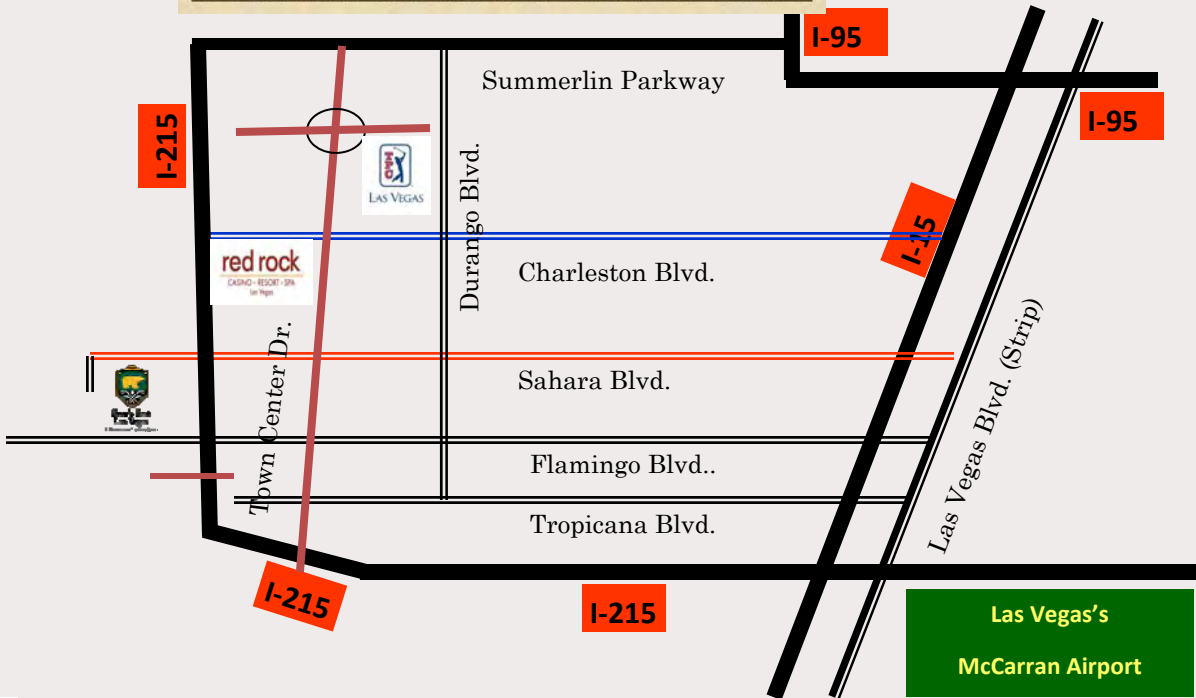 I-95
Summerlin Parkway
I-95
I-215
LAS VEGAS
Durango Blvd.
I-15
red rock
CASINO • RESORT • SPA
Las Vegas
Charleston Blvd.
Town Center Dr.
Sahara Blvd.
Las Vegas Blvd. (Strip)
Flamingo Blvd..
Tropicana Blvd.
I-215
I-215
Las Vegas's
McCarran Airport